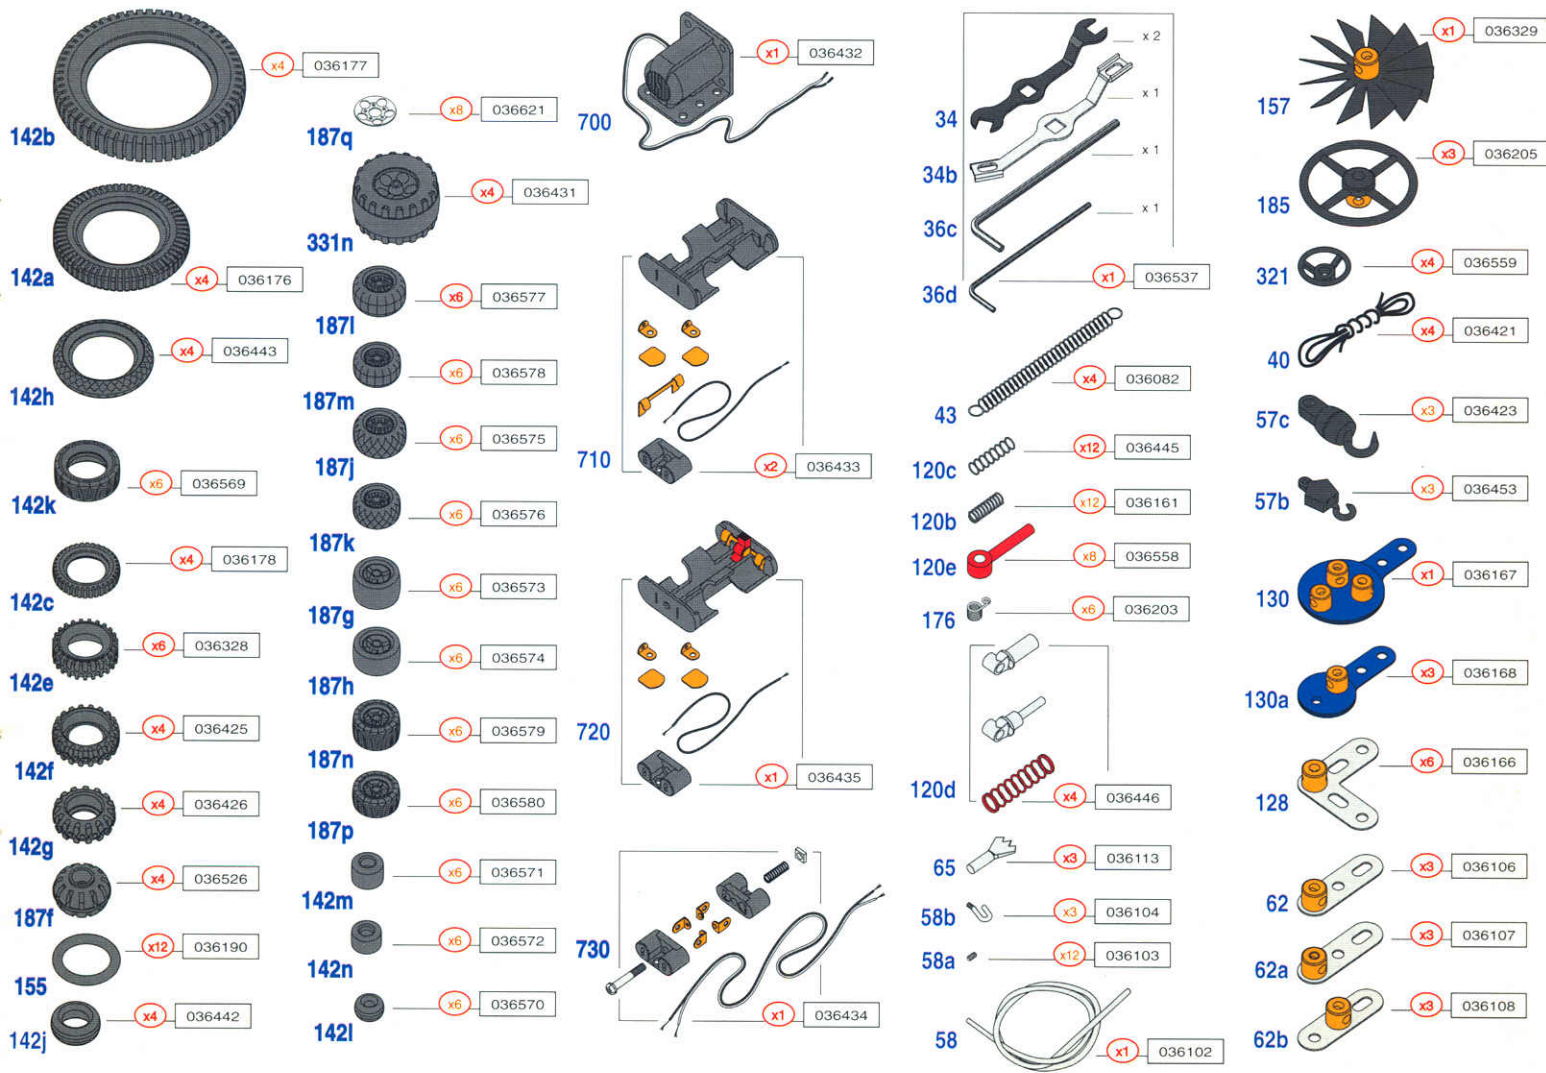 142b x4 036177
142a x4 036176
142h x4 036443
142k x6 036569
142c x4 036178
142e x6 036328
142f x4 036425
142g x4 036426
187f x4 036526
155 x12 036190
142j x4 036442
187q x8 036621
331n x4 036431
187l x6 036577
187m x6 036578
187j x6 036575
187k x6 036576
187g x6 036573
187h x6 036574
187n x6 036579
187p x6 036580
142m x6 036571
142n x6 036572
142l x6 036570
700 x1 036432
710 x2 036433
720 x1 036435
730 x1 036434
34 x 2
34b x 1
36c x 1
36d x 1
x1 036537
43 x4 036082
120c x12 036445
120b x12 036161
120e x8 036558
176 x6 036203
120d x4 036446
65 x3 036113
58b x3 036104
58a x12 036103
58 x1 036102
157 x1 036329
185 x3 036205
321 x4 036559
40 x4 036421
57c x3 036423
57b x3 036453
130 x1 036167
130a x3 036168
128 x6 036166
62 x3 036106
62a x3 036107
62b x3 036108